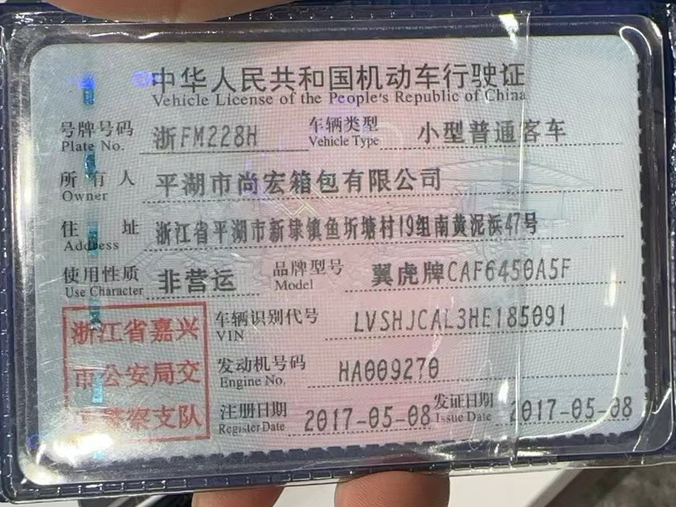 中华人民共和国机动车行驶证
Vehicle License of the People's Republic of China
号牌号码 浙FM228H 车辆类型 小型普通客车
Plate No. Vehicle Type
所有人 平湖市尚宏箱包有限公司
Owner
住址 浙江省平湖市新埭镇鱼圻塘村19组南黄泥浜47号
Address
使用性质 非营运 品牌型号 翼虎牌CAF6450A5F
Use Character Model
浙江省嘉兴
市公安局交
警察支队
车辆识别代号 LVSHJCAL3HE185091
VIN
发动机号码 HA009270
Engine No.
注册日期 2017-05-08 发证日期 2017-05-08
Register Date Issue Date